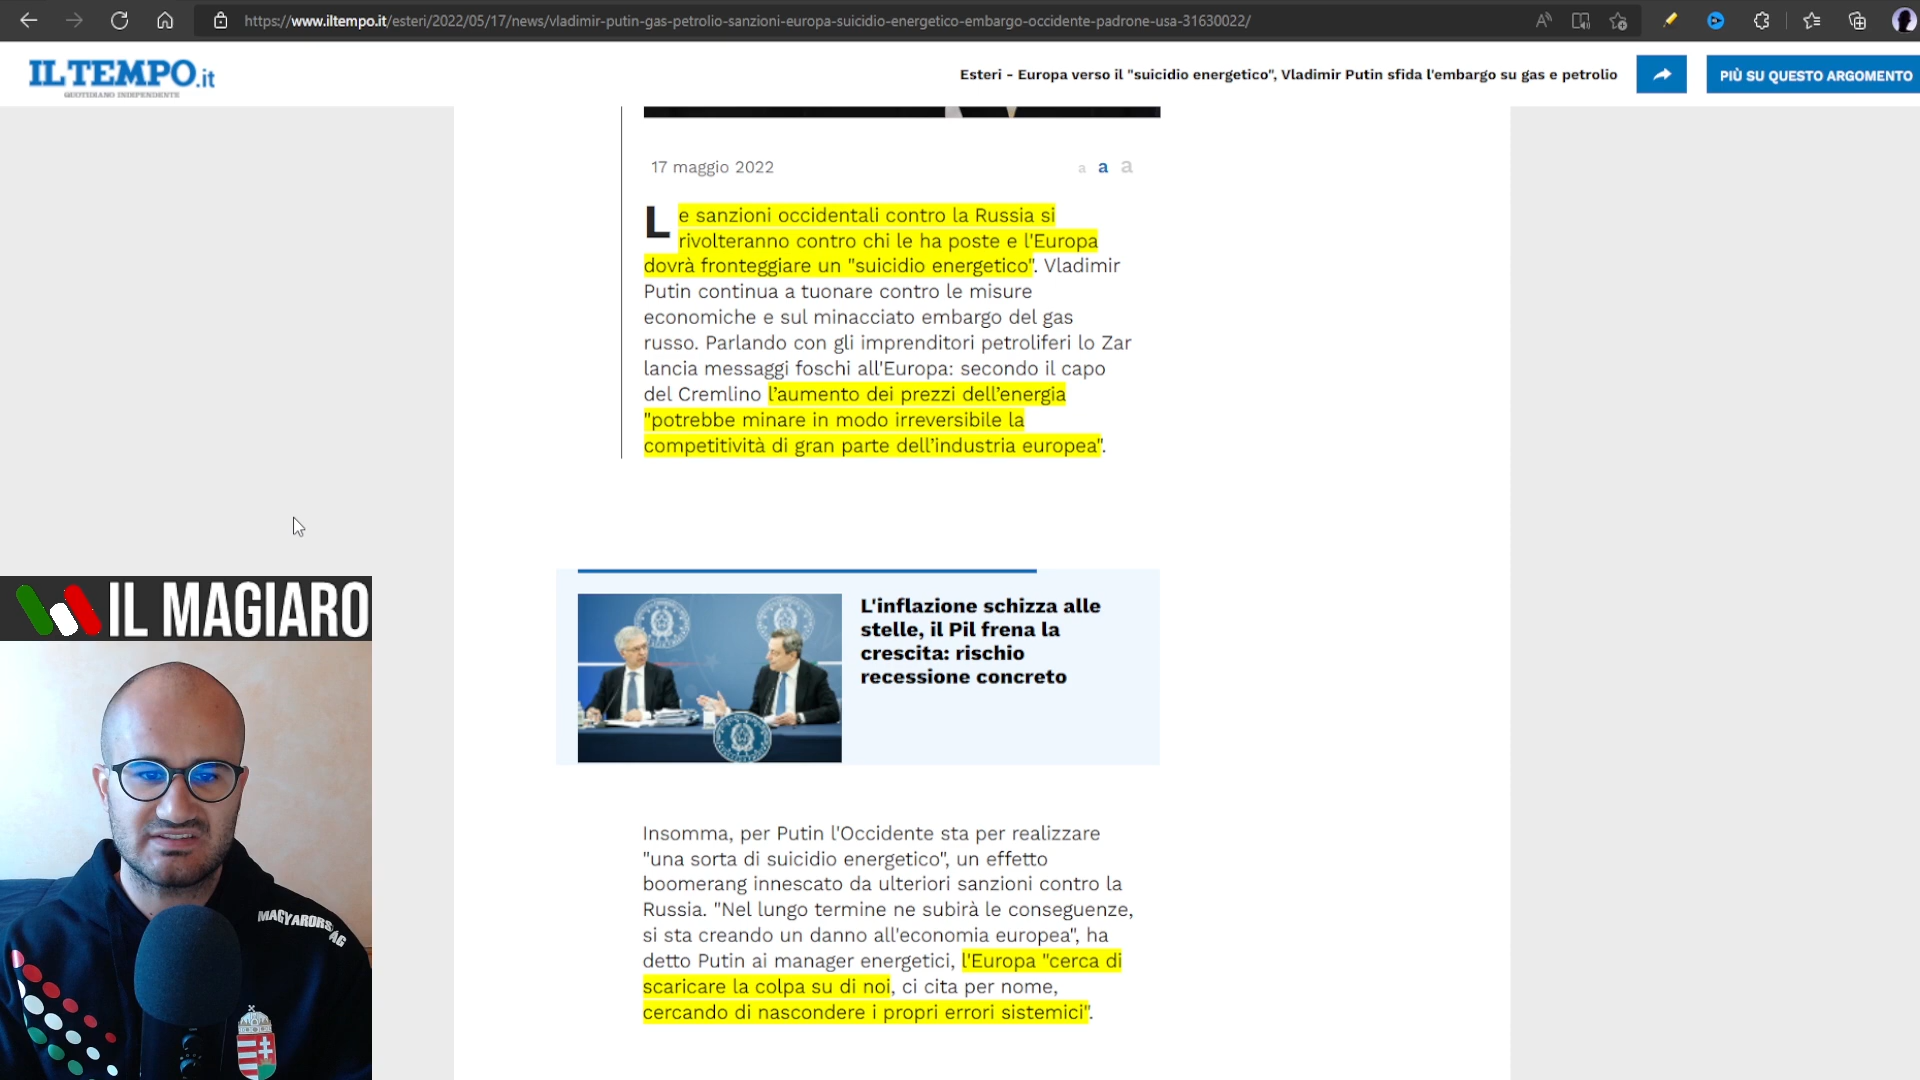 https://www.iltempo.it/esteri/2022/05/17/news/vladimir-putin-gas-petrolio-sanzioni-europa-suicidio-energetico-embargo-occidente-padrone-usa-31630022/
IL TEMPO.it
QUOTIDIANO INDIPENDENTE
Esteri - Europa verso il "suicidio energetico", Vladimir Putin sfida l'embargo su gas e petrolio
PIÙ SU QUESTO ARGOMENTO
17 maggio 2022
a a a
Le sanzioni occidentali contro la Russia si
rivolteranno contro chi le ha poste e l'Europa
dovrà fronteggiare un "suicidio energetico". Vladimir
Putin continua a tuonare contro le misure
economiche e sul minacciato embargo del gas
russo. Parlando con gli imprenditori petroliferi lo Zar
lancia messaggi foschi all'Europa: secondo il capo
del Cremlino l’aumento dei prezzi dell’energia
"potrebbe minare in modo irreversibile la
competitività di gran parte dell’industria europea".
L'inflazione schizza alle
stelle, il Pil frena la
crescita: rischio
recessione concreto
Insomma, per Putin l'Occidente sta per realizzare
"una sorta di suicidio energetico", un effetto
boomerang innescato da ulteriori sanzioni contro la
Russia. "Nel lungo termine ne subirà le conseguenze,
si sta creando un danno all'economia europea", ha
detto Putin ai manager energetici, l'Europa "cerca di
scaricare la colpa su di noi, ci cita per nome,
cercando di nascondere i propri errori sistemici".
IL MAGIARO
MAGYARORSZÁG